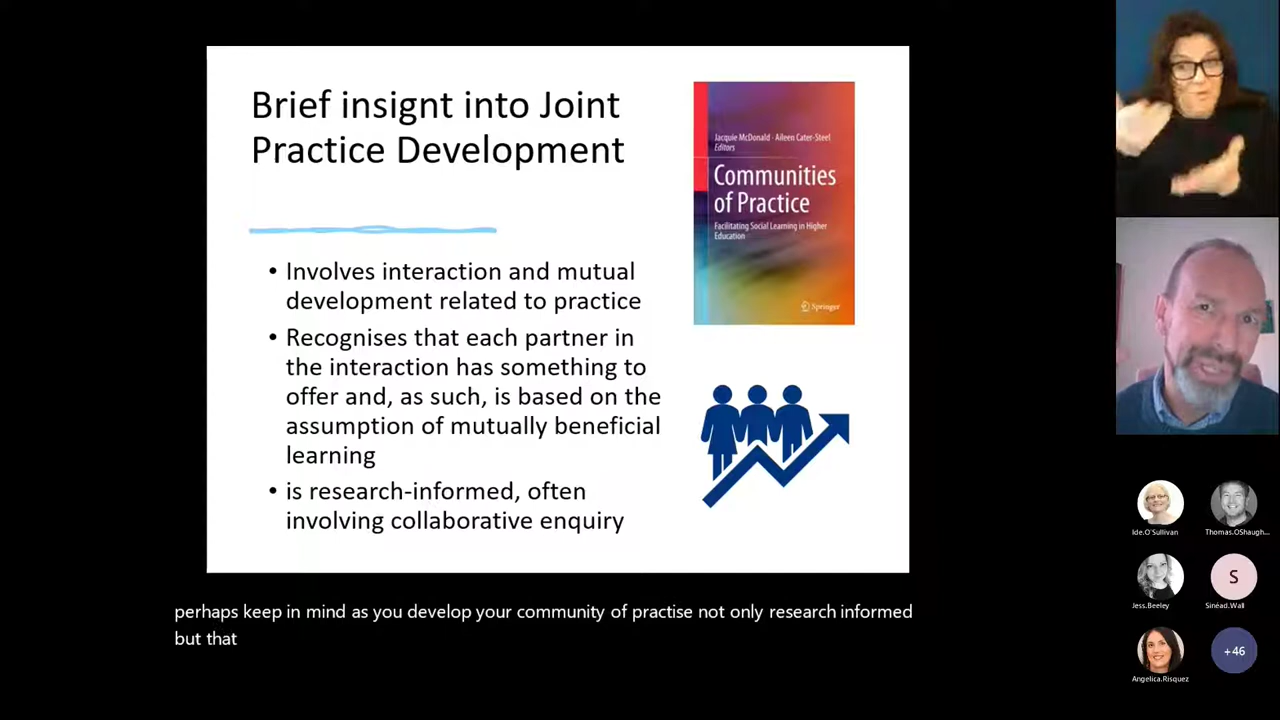 Brief insignt into Joint
Practice Development
• Involves interaction and mutual
development related to practice
• Recognises that each partner in
the interaction has something to
offer and, as such, is based on the
assumption of mutually beneficial
learning
• is research-informed, often
involving collaborative enquiry
Jacquie McDonald · Aileen Cater-Steel
Editors
Communities
of Practice
Facilitating Social Learning in Higher
Education
Springer
perhaps keep in mind as you develop your community of practise not only research informed
but that
Ide.O'Sullivan
Thomas.OShaugh...
Jess.Beeley
S
Sinéad.Wall
Angelica.Risquez
+46